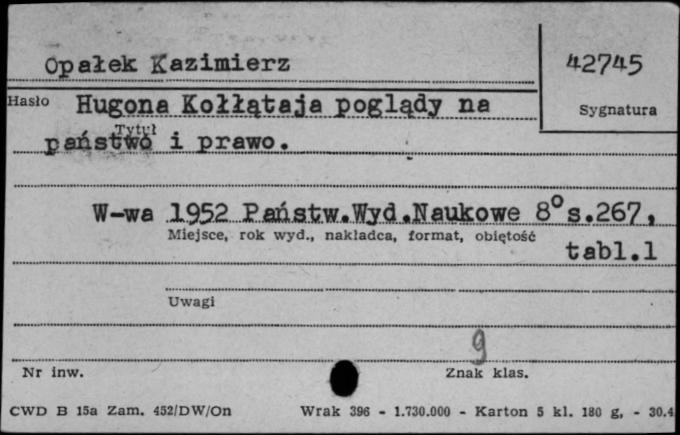 Opałek Kazimierz
42745
Hasło Hugona Kołłątaja poglądy na
Sygnatura
Tytuł
państwo i prawo.
W-wa 1952 Państw.Wyd.Naukowe 8° s.267,
Miejsce, rok wyd., nakładca, format, objętość
tabl.1
Uwagi
9
Nr inw.
Znak klas.
CWD B 15a Zam. 452/DW/On Wrak 396 - 1.730.000 - Karton 5 kl. 180 g, - 30.4